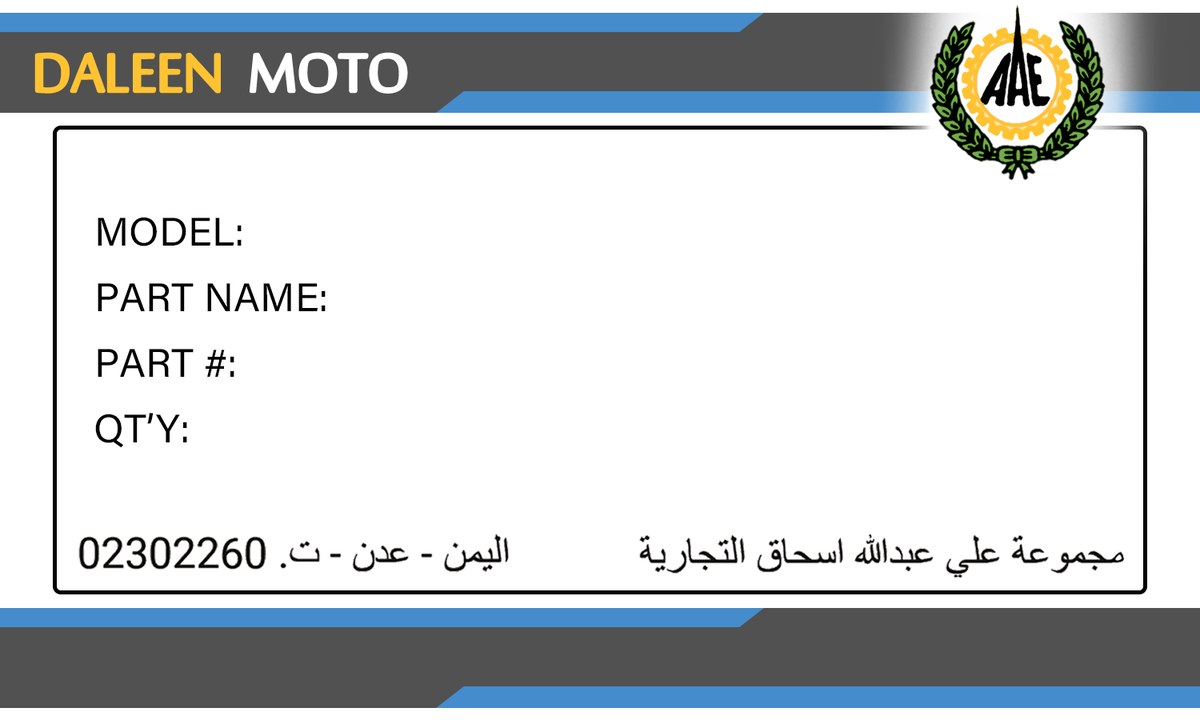 DALEEN MOTO
AAE
MODEL:
PART NAME:
PART #:
QT’Y:
مجموعة علي عبدالله اسحاق التجارية
اليمن - عدن - ت. 02302260